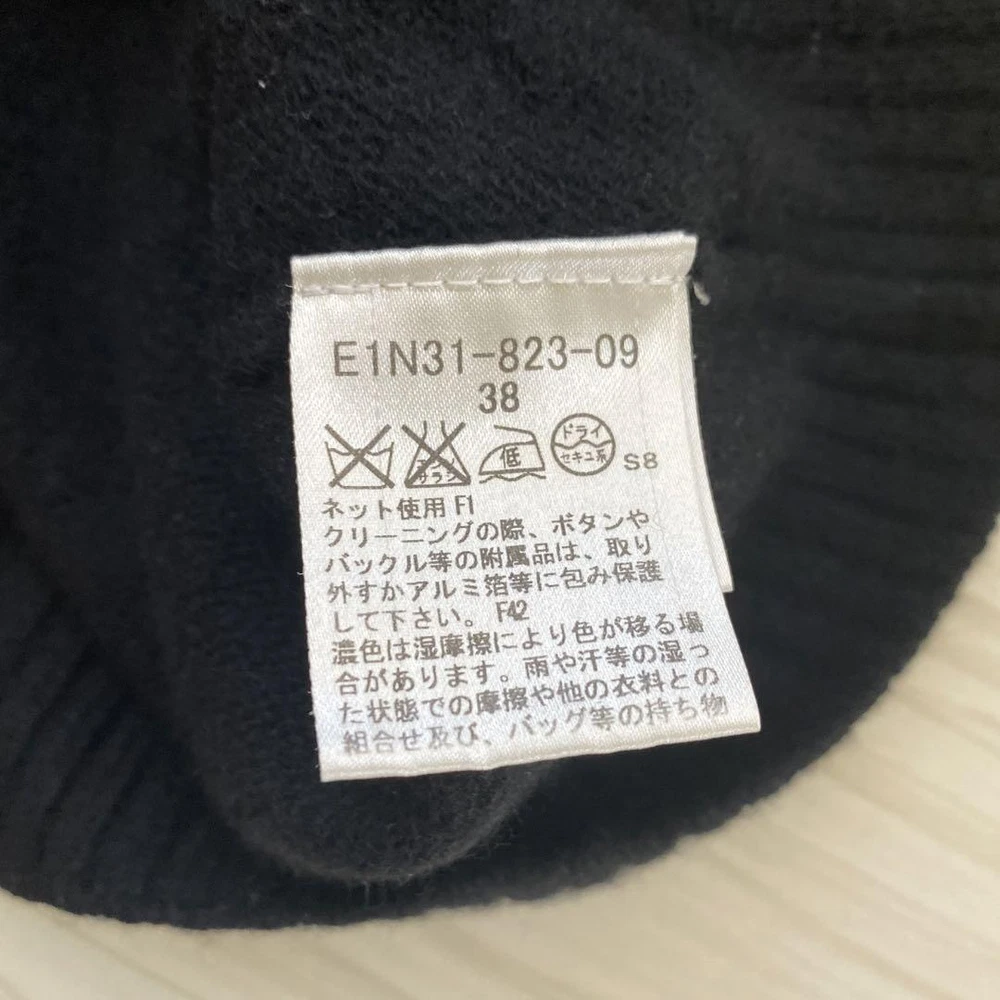 E1N31-823-09
38
サラシ 低 ドライ セキユ系 S8
ネット使用 F1
クリーニングの際、ボタンや
バックル等の附属品は、取り
外すかアルミ箔等に包み保護
して下さい。 F42
濃色は湿摩擦により色が移る場
合があります。雨や汗等の湿っ
た状態での摩擦や他の衣料との
組合せ及び、バッグ等の持ち物